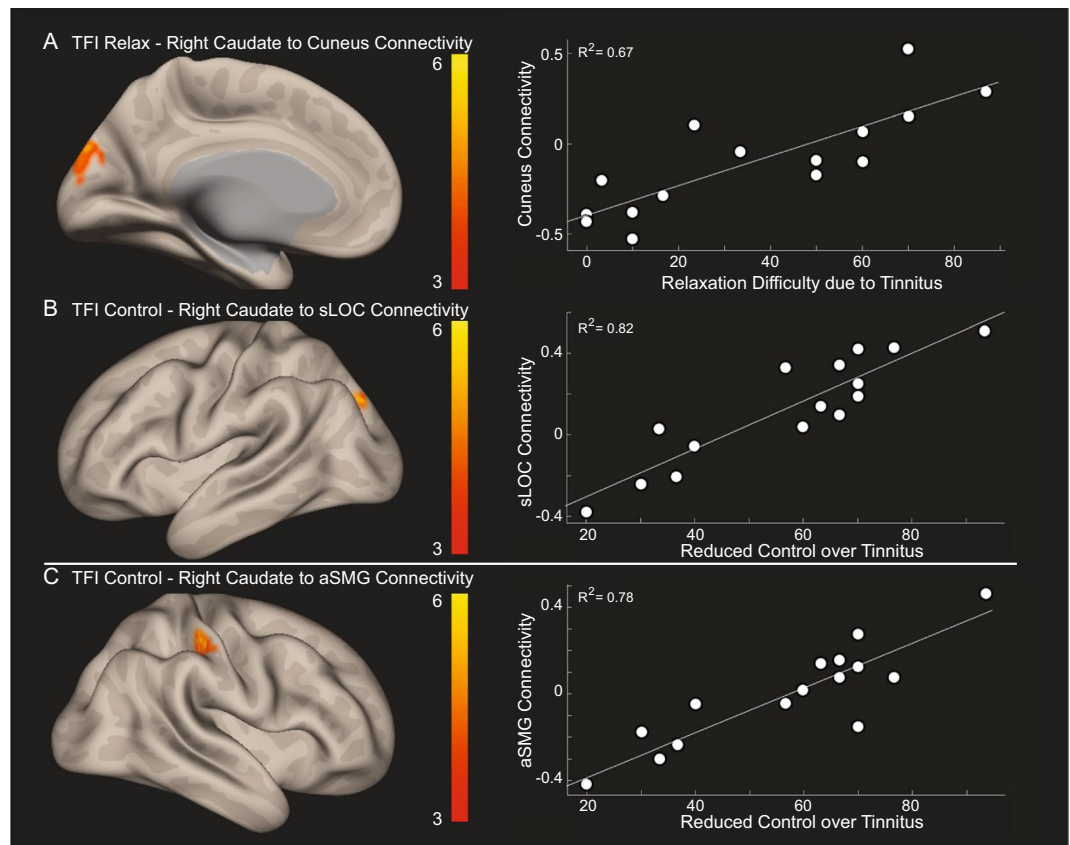 A TFI Relax - Right Caudate to Cuneus Connectivity
6
3
R²= 0.67
Cuneus Connectivity
0.5
0
-0.5
0 20 40 60 80
Relaxation Difficulty due to Tinnitus
B TFI Control - Right Caudate to sLOC Connectivity
6
3
R²= 0.82
sLOC Connectivity
0.4
0
-0.4
20 40 60 80
Reduced Control over Tinnitus
C TFI Control - Right Caudate to aSMG Connectivity
6
3
R²= 0.78
aSMG Connectivity
0.4
0
-0.4
20 40 60 80
Reduced Control over Tinnitus